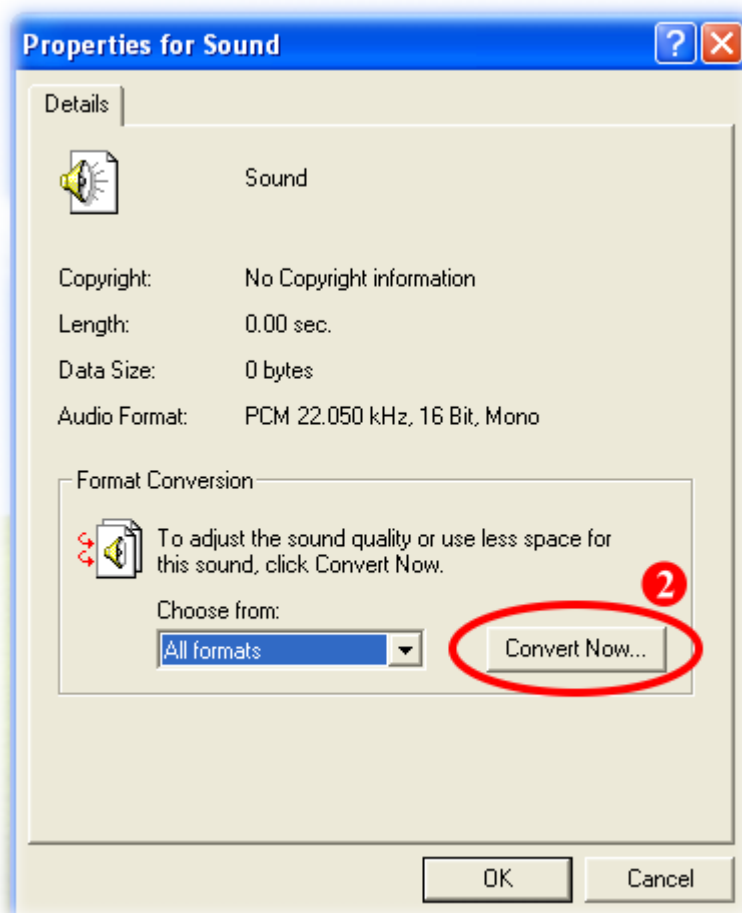 Properties for Sound
?
Details
Sound
Copyright: No Copyright information
Length: 0.00 sec.
Data Size: 0 bytes
Audio Format: PCM 22.050 kHz, 16 Bit, Mono
Format Conversion
To adjust the sound quality or use less space for
this sound, click Convert Now.
2
Choose from:
All formats Convert Now...
OK Cancel